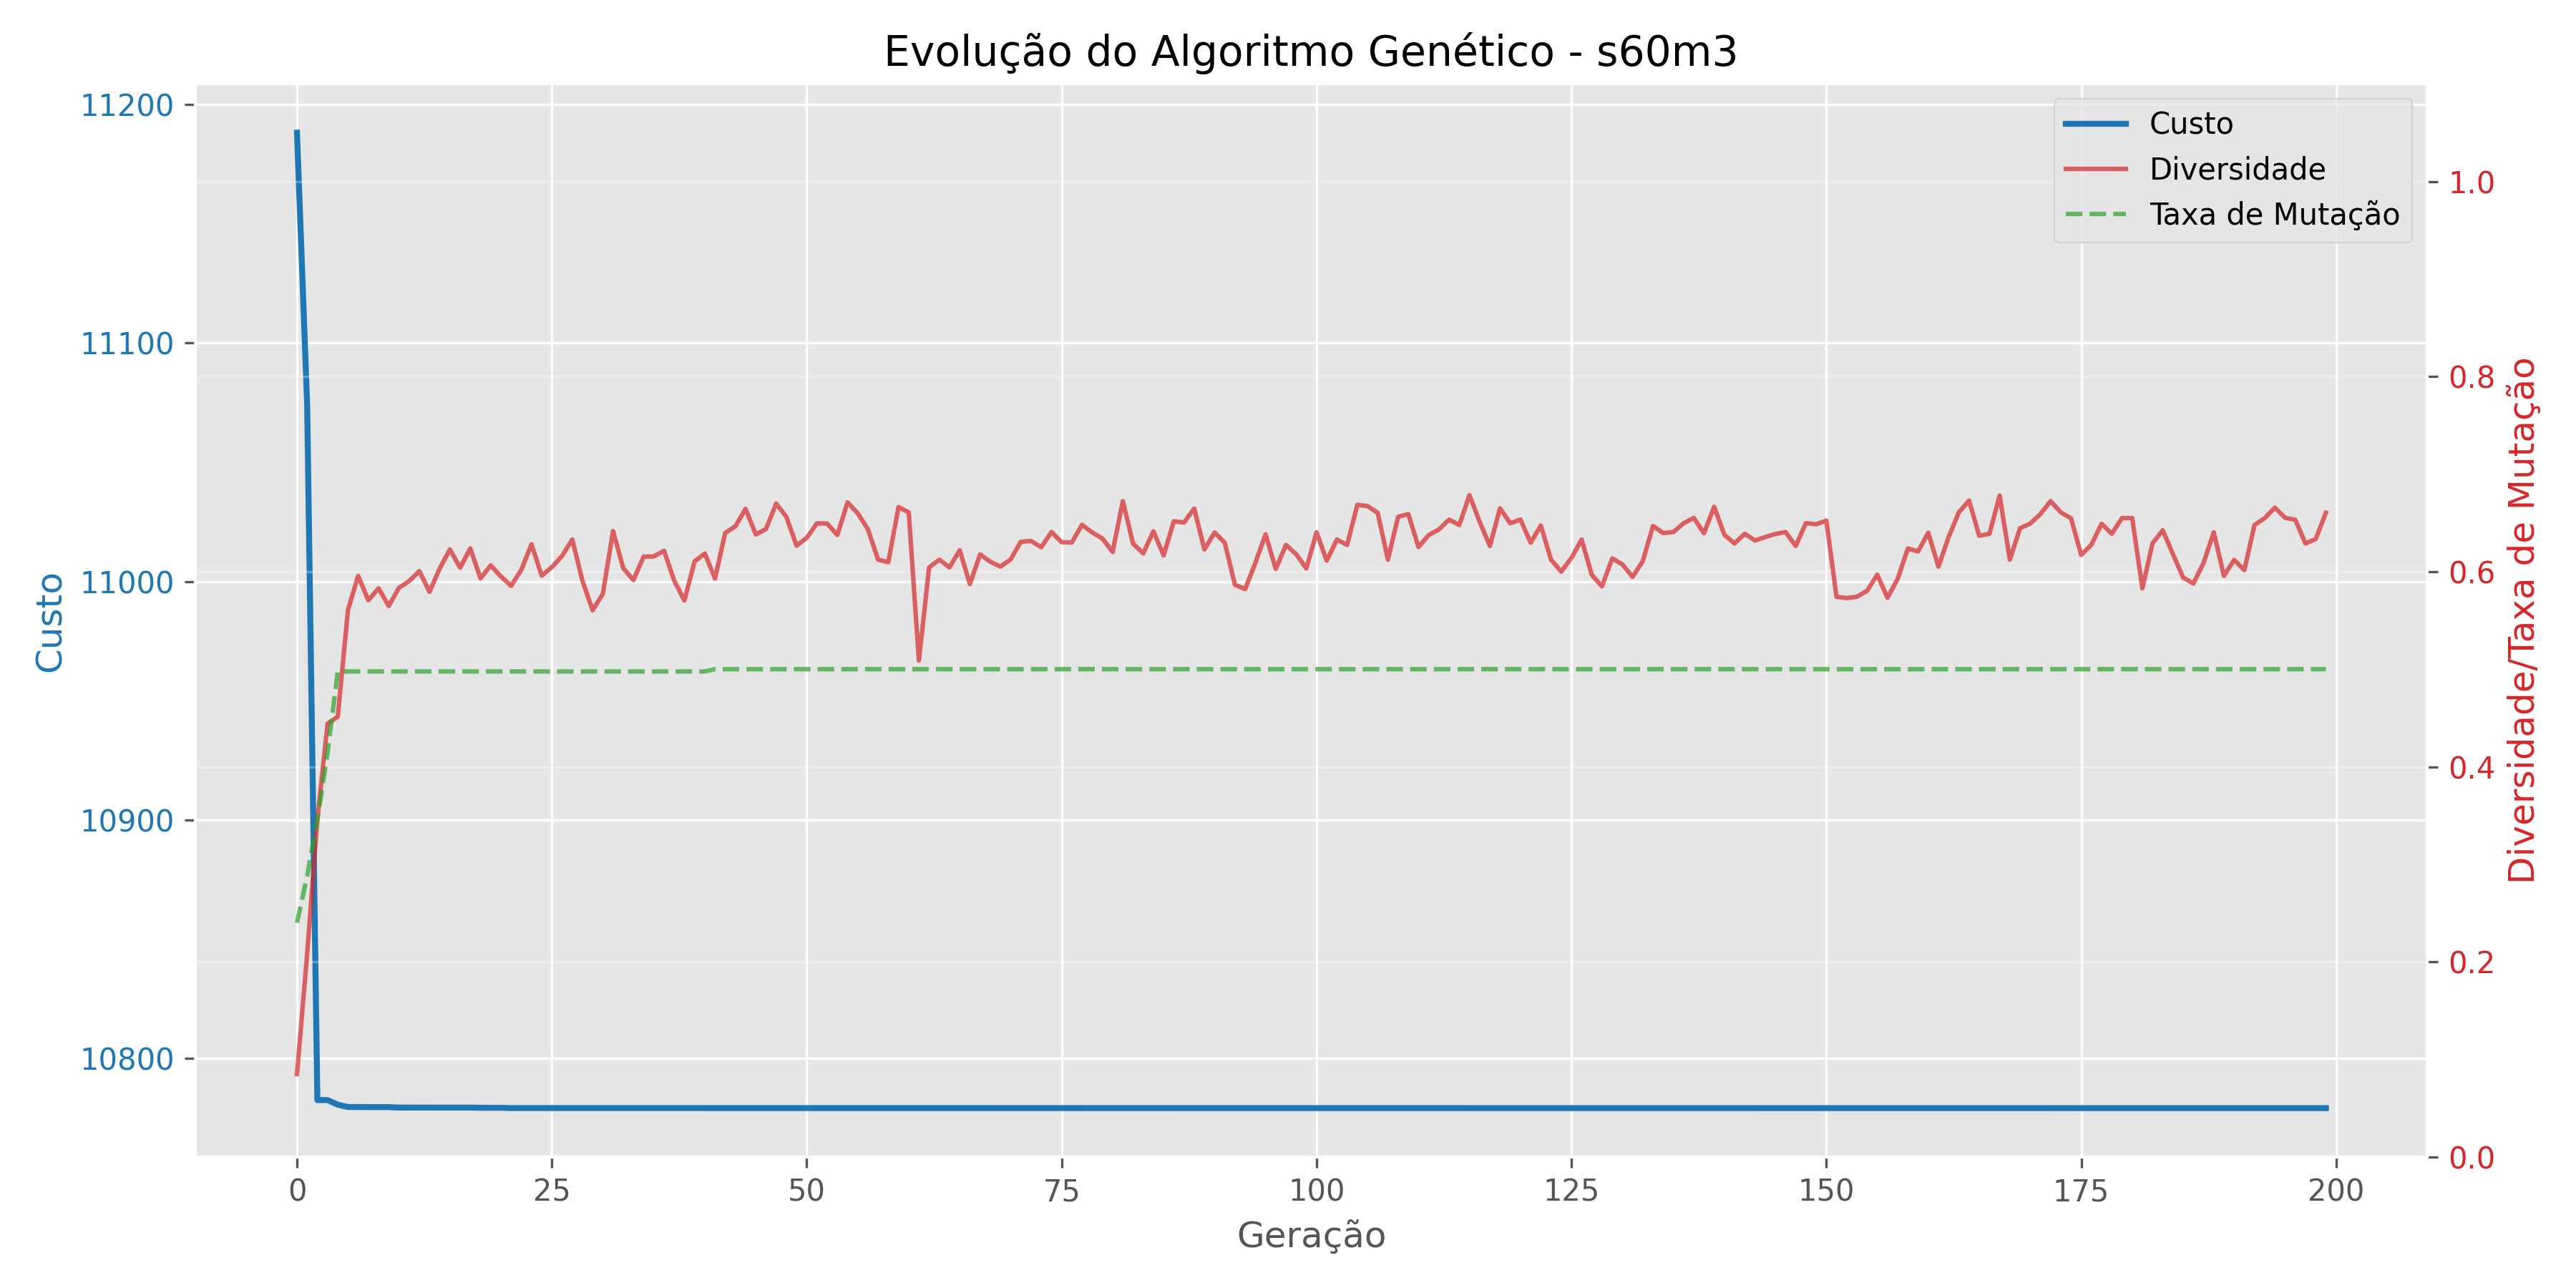 Evolução do Algoritmo Genético - s60m3
11200
11100
11000
10900
10800
Custo
Custo
Diversidade
Taxa de Mutação
1.0
0.8
0.6
0.4
0.2
0.0
Diversidade/Taxa de Mutação
0 25 50 75 100 125 150 175 200
Geração